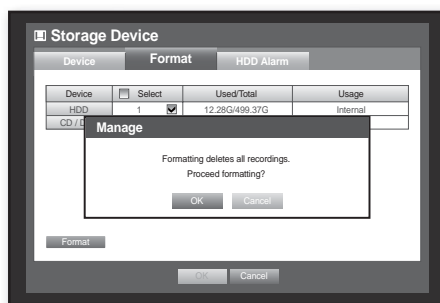 Storage Device
Device Format HDD Alarm
Device Select Used/Total Usage
HDD 1 12.28G/499.37G Internal
CD /
Manage
Formatting deletes all recordings.
Proceed formatting?
OK Cancel
Format
OK Cancel